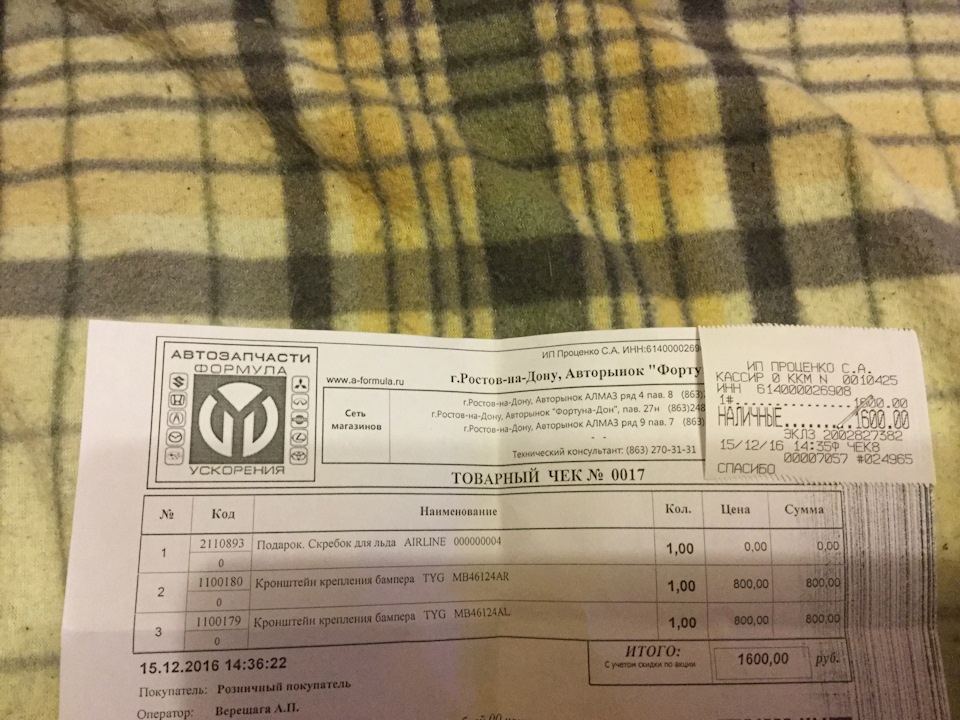 АВТОЗАПЧАСТИ
ФОРМУЛА
УСКОРЕНИЯ
ИП Проценко С.А. ИНН:6140000269
www.a-formula.ru
г.Ростов-на-Дону, Авторынок "Форту
Сеть
магазинов
г.Ростов-на-Дону, Авторынок АЛМАЗ ряд 4 пав. 8 (863)
г.Ростов-на-Дону, Авторынок "Фортуна-Дон", пав. 27н (863)248
г.Ростов-на-Дону, Авторынок АЛМАЗ ряд 9 пав. 7 (863)
- -
Технический консультант: (863) 270-31-31
ИП ПРОЦЕНКО С.А.
КАССИР 0 ККМ N 0010425
ИНН 614000026908
1#..................1600.00
НАЛИЧНЫЕ.......1600.00
ЭКЛЗ 2002827382
15/12/16 14:35Ф ЧЕК8
00007057 #024965
СПАСИБО
ТОВАРНЫЙ ЧЕК № 0017
№ Код Наименование Кол. Цена Сумма
1 2110893 Подарок. Скребок для льда AIRLINE 000000004 1,00 0,00 0,00
0
2 1100180 Кронштейн крепления бампера TYG MB46124AR 1,00 800,00 800,00
0
3 1100179 Кронштейн крепления бампера TYG MB46124AL 1,00 800,00 800,00
0
ИТОГО: 1600,00 руб.
С учетом скидки по акции
15.12.2016 14:36:22
Покупатель: Розничный покупатель
Оператор: Верещага А.П.